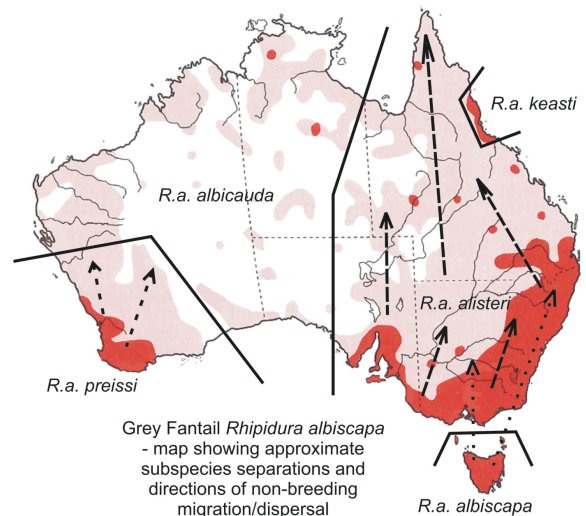 R.a. keasti
R.a. albicauda
R.a. alisteri
R.a. preissi
Grey Fantail Rhipidura albiscapa
- map showing approximate
subspecies separations and
directions of non-breeding
migration/dispersal
R.a. albiscapa